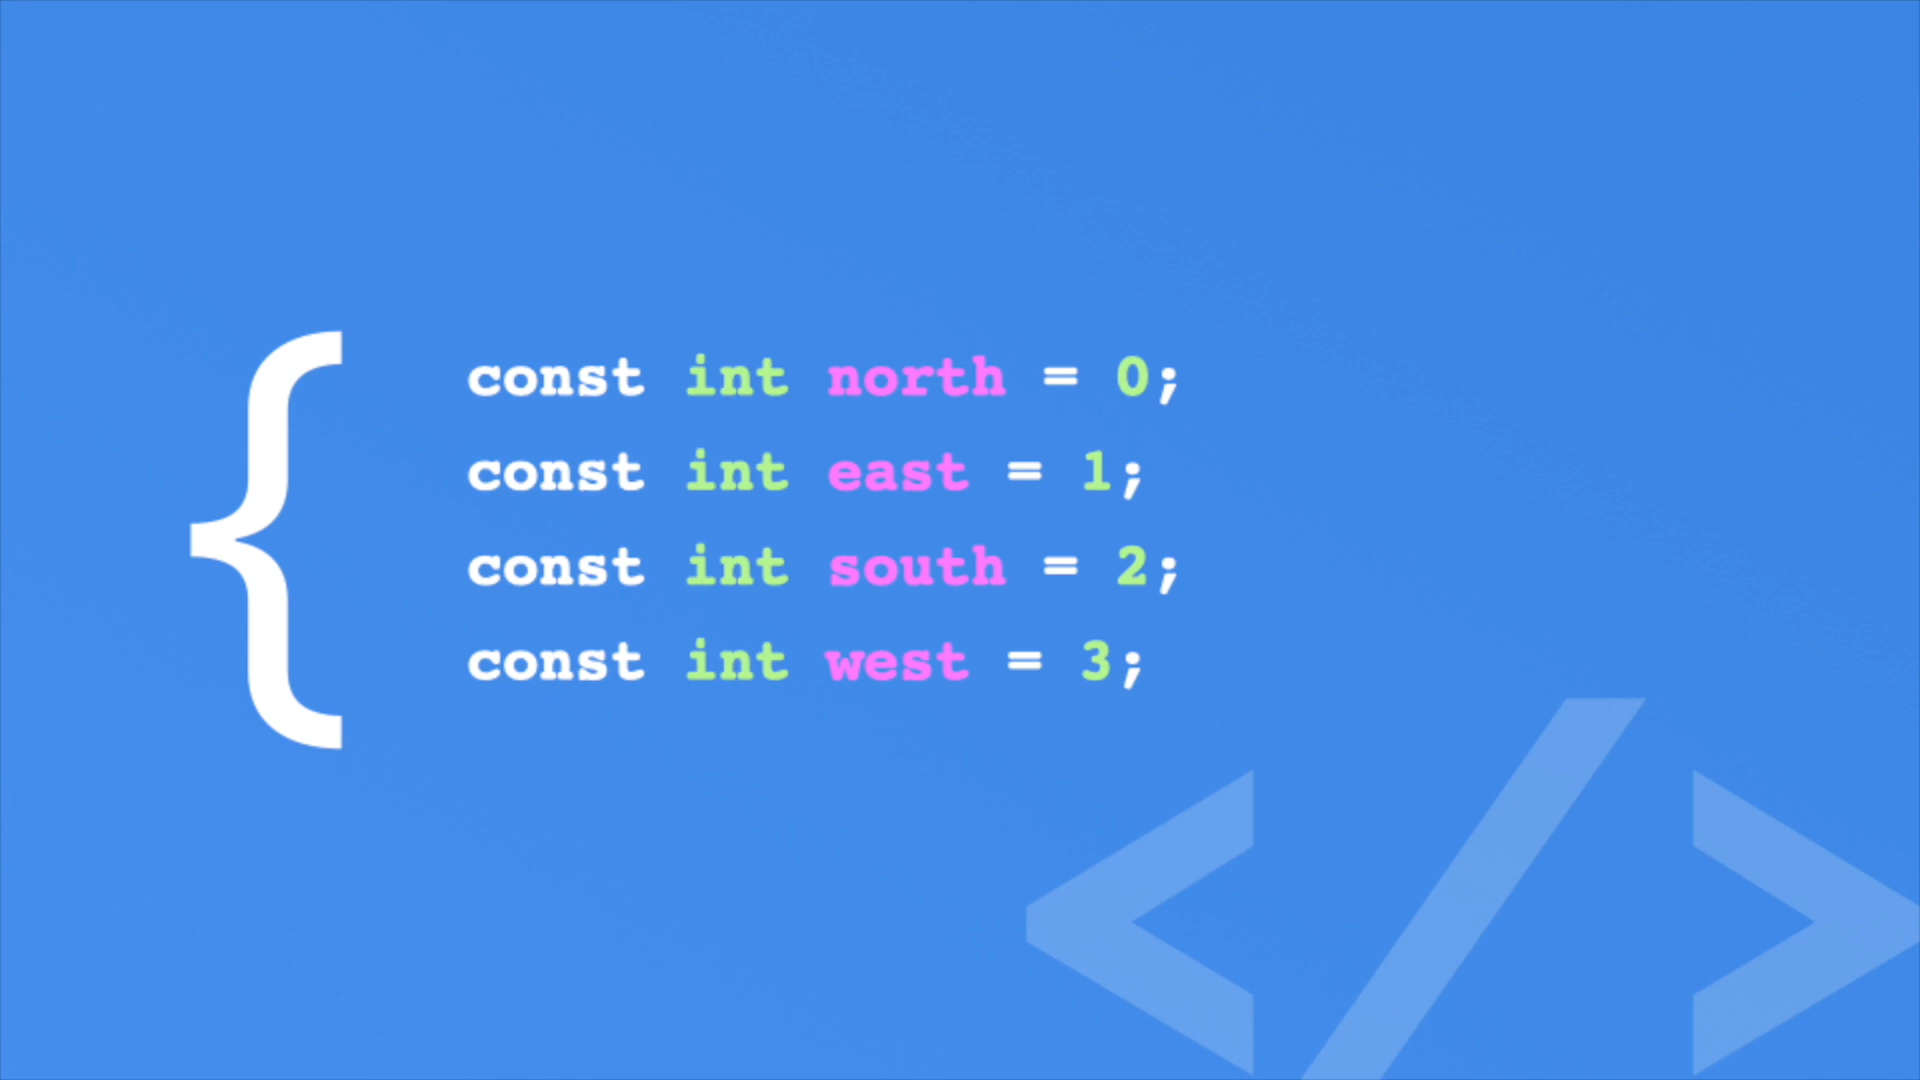 {
const int north = 0;
const int east = 1;
const int south = 2;
const int west = 3;
</>